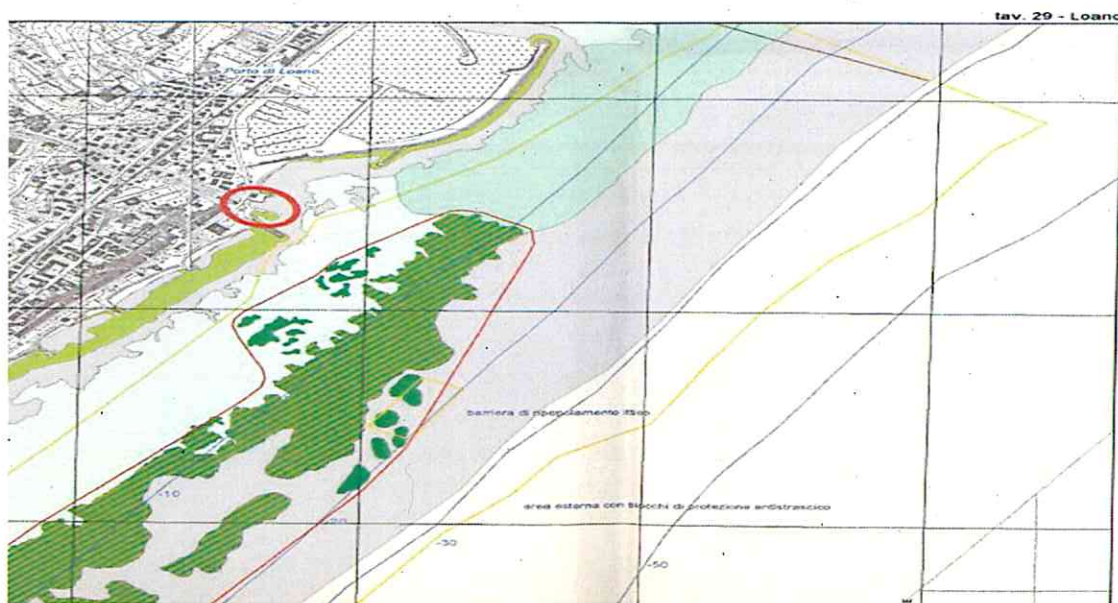 tav. 29 - Loano
Porto di Loano
barriera di ripopolamento ittico
-10
area esterna con blocchi di protezione antistrascico
-20
-30
-50